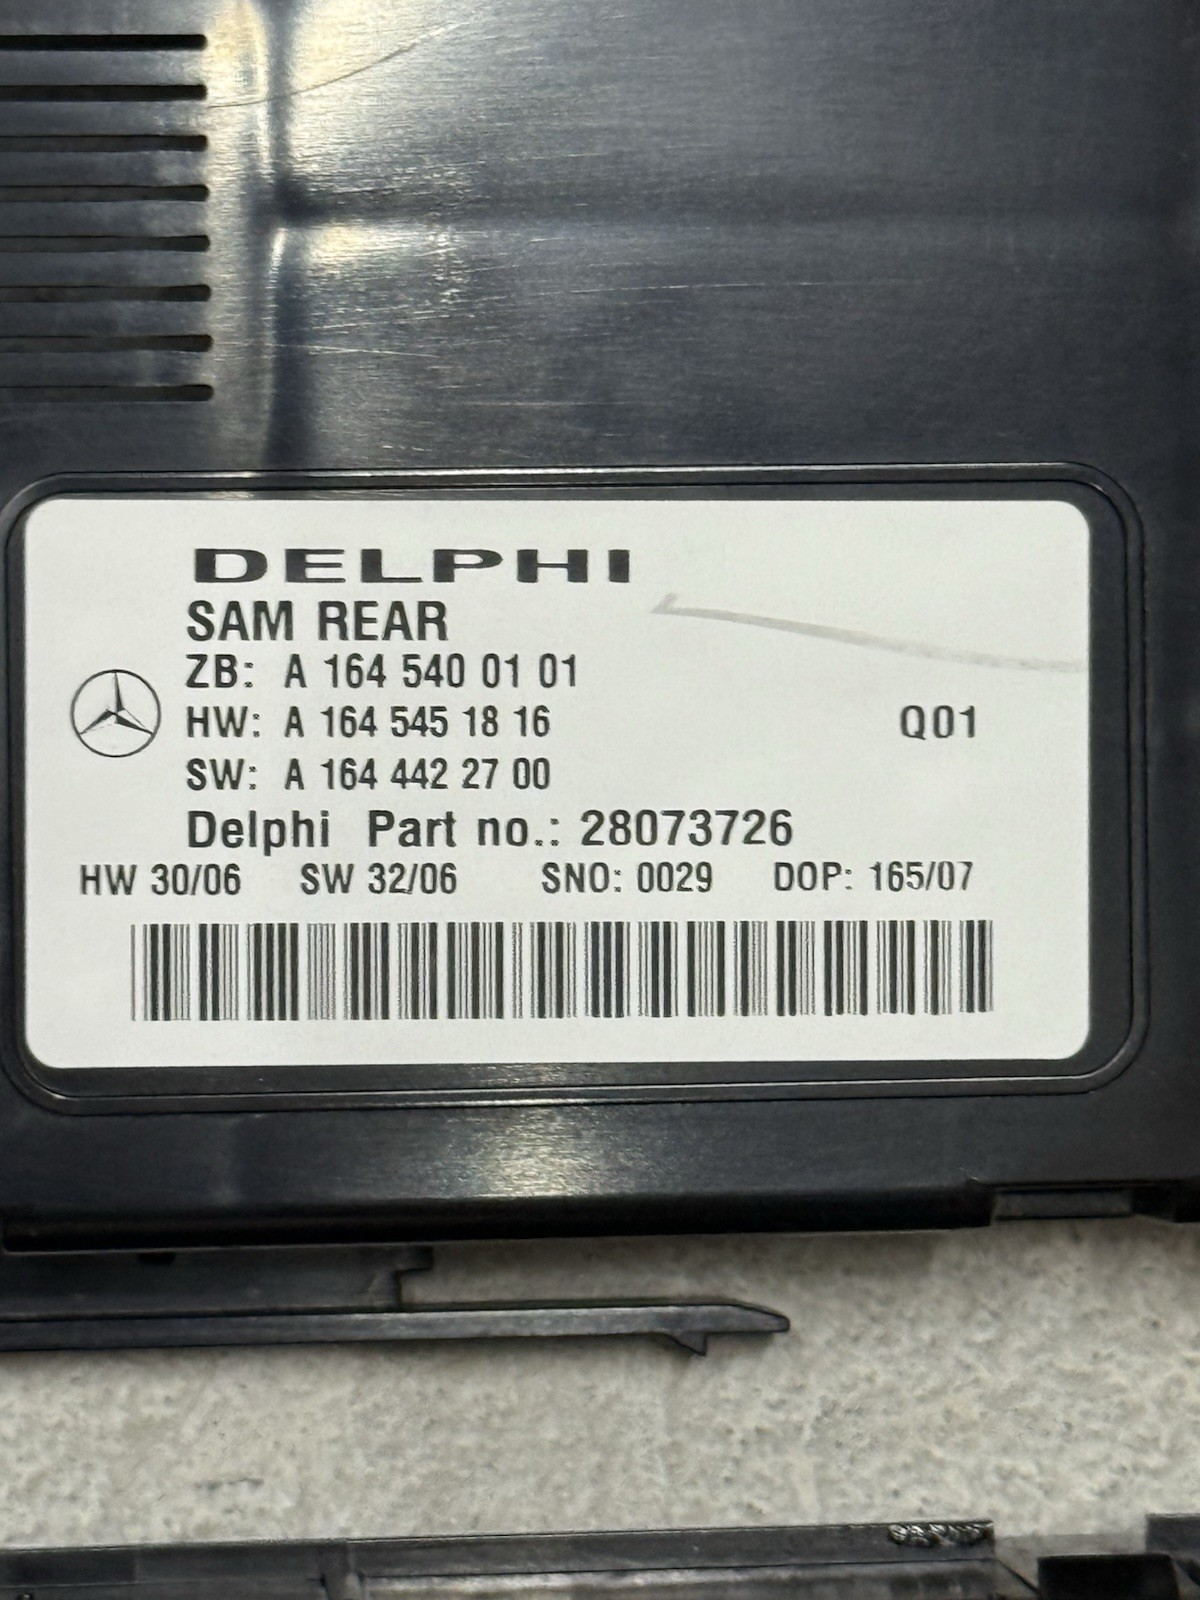 DELPHI
SAM REAR
ZB: A 164 540 01 01
HW: A 164 545 18 16 Q01
SW: A 164 442 27 00
Delphi Part no.: 28073726
HW 30/06 SW 32/06 SNO: 0029 DOP: 165/07